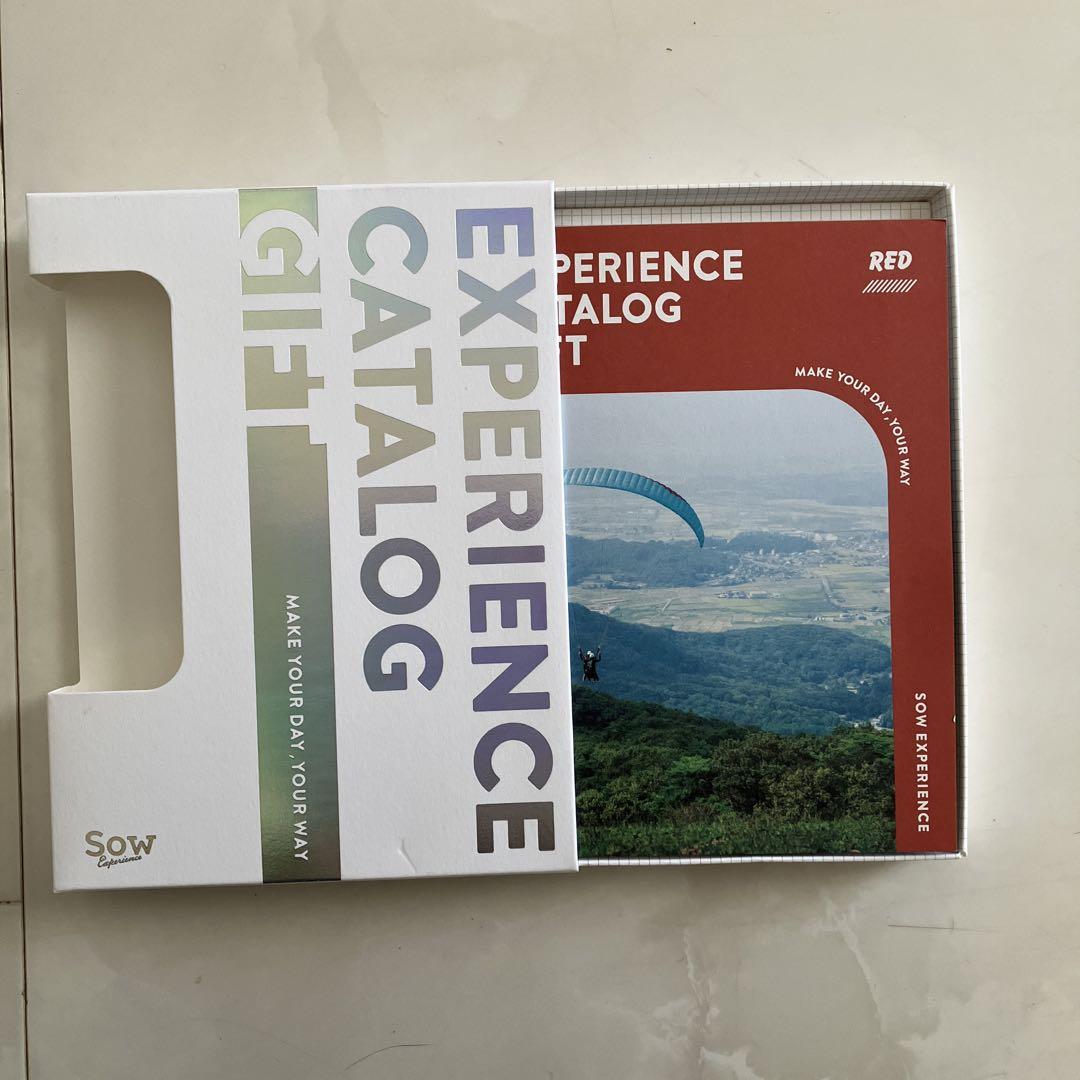 EXPERIENCE
CATALOG
GIFT
MAKE YOUR DAY, YOUR WAY
Sow
Experience
PERIENCE
TALOG
FT
RED
MAKE YOUR DAY, YOUR WAY
SOW EXPERIENCE